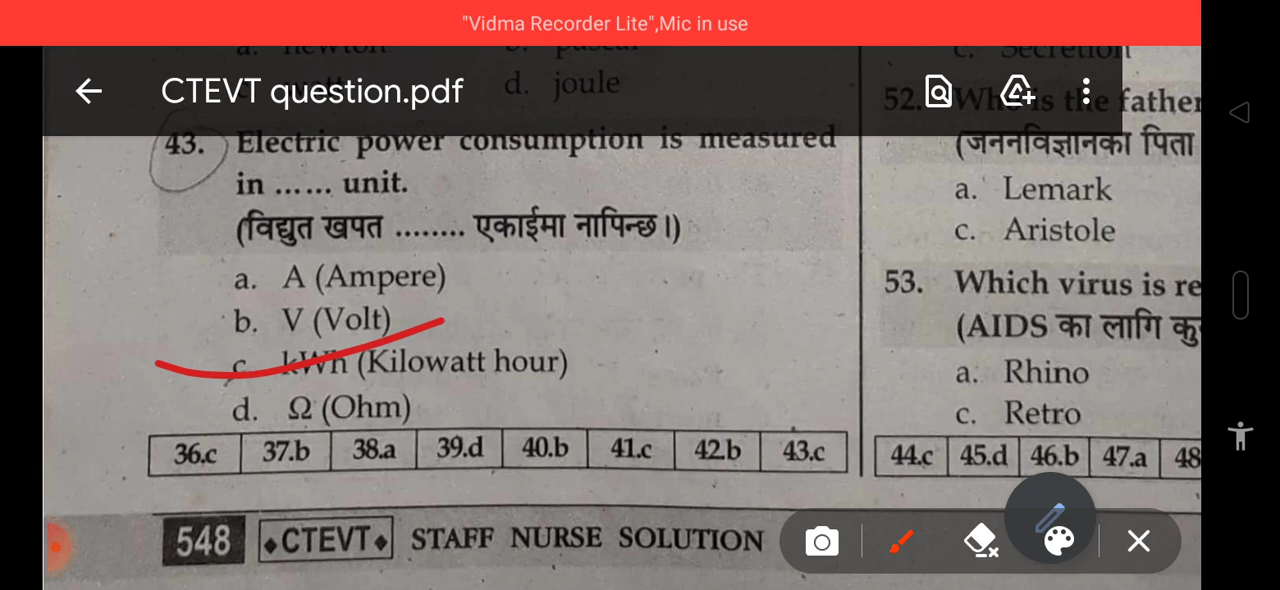 "Vidma Recorder Lite",Mic in use
CTEVT question.pdf
d. joule
43. Electric power consumption is measured
in ...... unit.
(विद्युत खपत ........ एकाईमा नापिन्छ।)
a. A (Ampere)
b. V (Volt)
c. kWh (Kilowatt hour)
d. Ω (Ohm)
36.c 37.b 38.a 39.d 40.b 41.c 42.b 43.c
548 CTEVT STAFF NURSE SOLUTION
c. Secretion
52. Who is the father
(जननविज्ञानका पिता
a. Lemark
c. Aristole
53. Which virus is re
(AIDS का लागि
a. Rhino
c. Retro
44.c 45.d 46.b 47.a 48